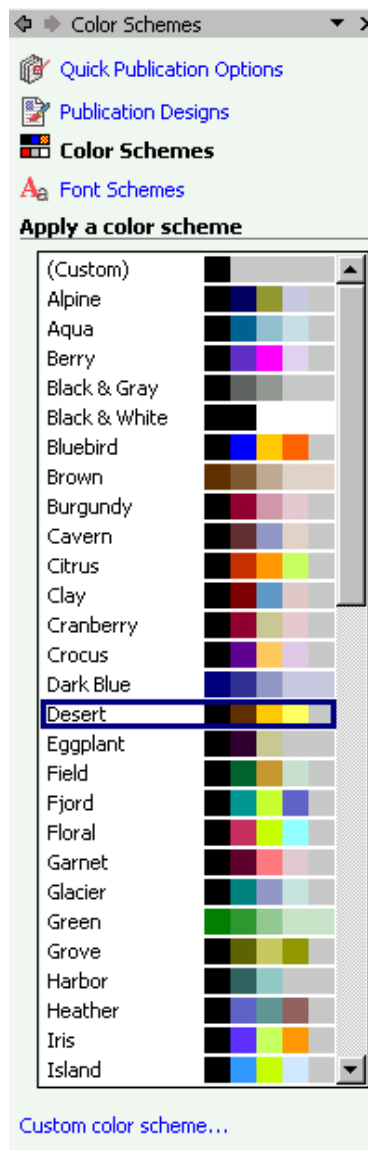 Color Schemes
Quick Publication Options
Publication Designs
Color Schemes
Aa Font Schemes
Apply a color scheme
(Custom)
Alpine
Aqua
Berry
Black & Gray
Black & White
Bluebird
Brown
Burgundy
Cavern
Citrus
Clay
Cranberry
Crocus
Dark Blue
Desert
Eggplant
Field
Fjord
Floral
Garnet
Glacier
Green
Grove
Harbor
Heather
Iris
Island
Custom color scheme...